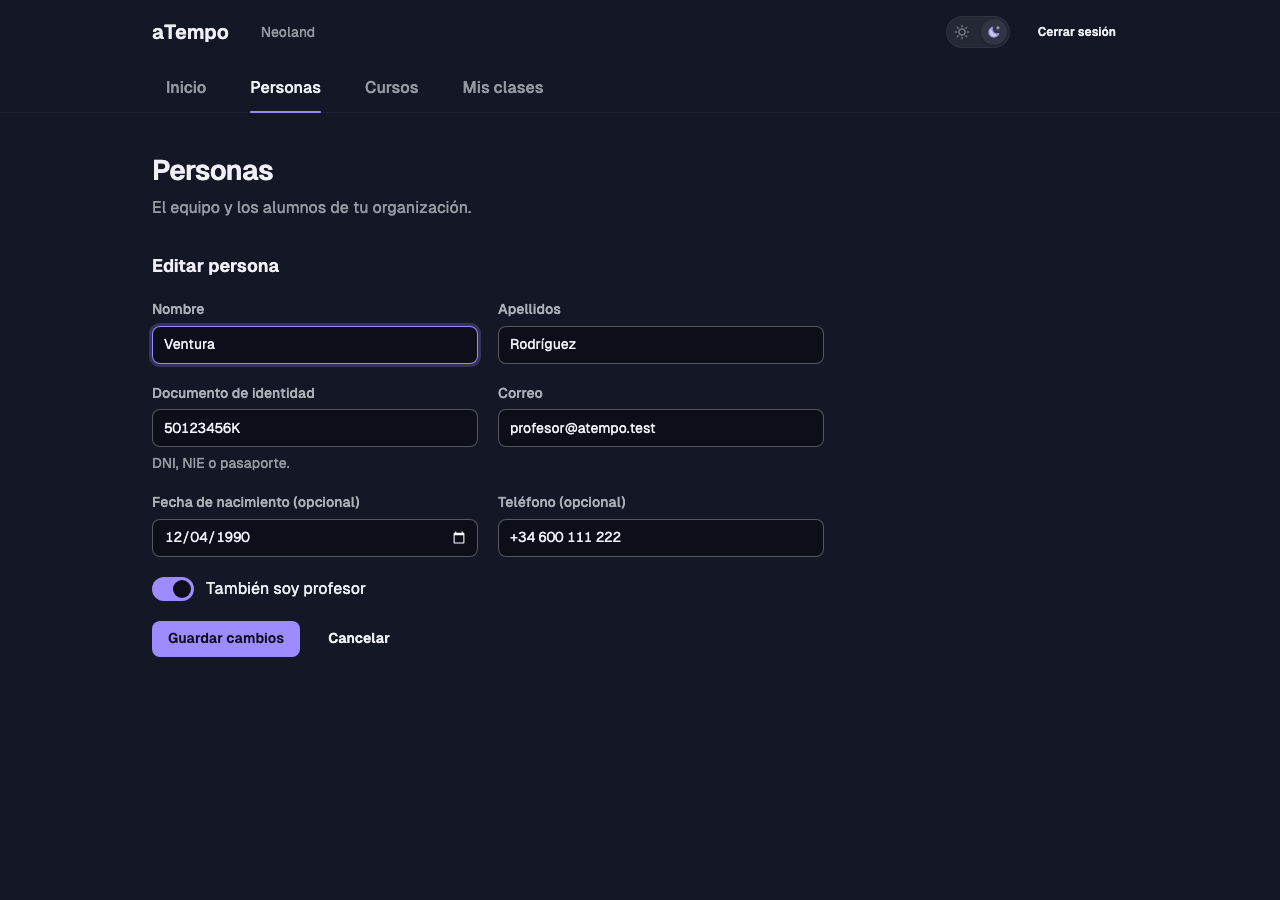 aTempo Neoland Cerrar sesión
Inicio Personas Cursos Mis clases
Personas
El equipo y los alumnos de tu organización.
Editar persona
Nombre Apellidos
Ventura Rodríguez
Documento de identidad Correo
50123456K profesor@atempo.test
DNI, NIE o pasaporte.
Fecha de nacimiento (opcional) Teléfono (opcional)
12/04/1990 +34 600 111 222
También soy profesor
Guardar cambios Cancelar